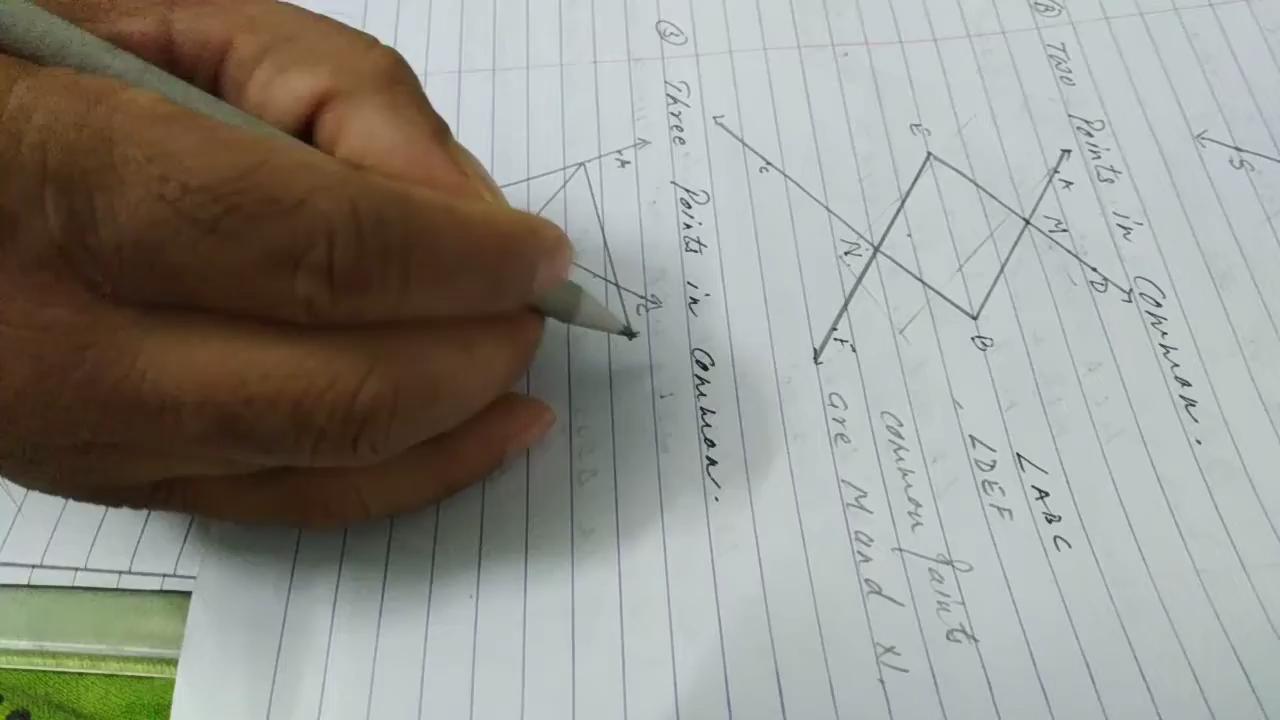 S
(B) Two Points in Common.
A
M
D
E
N
B
C
F
∠ABC
∠DEF
common Points
are M and N.
(3) Three Points in Common.
A
C